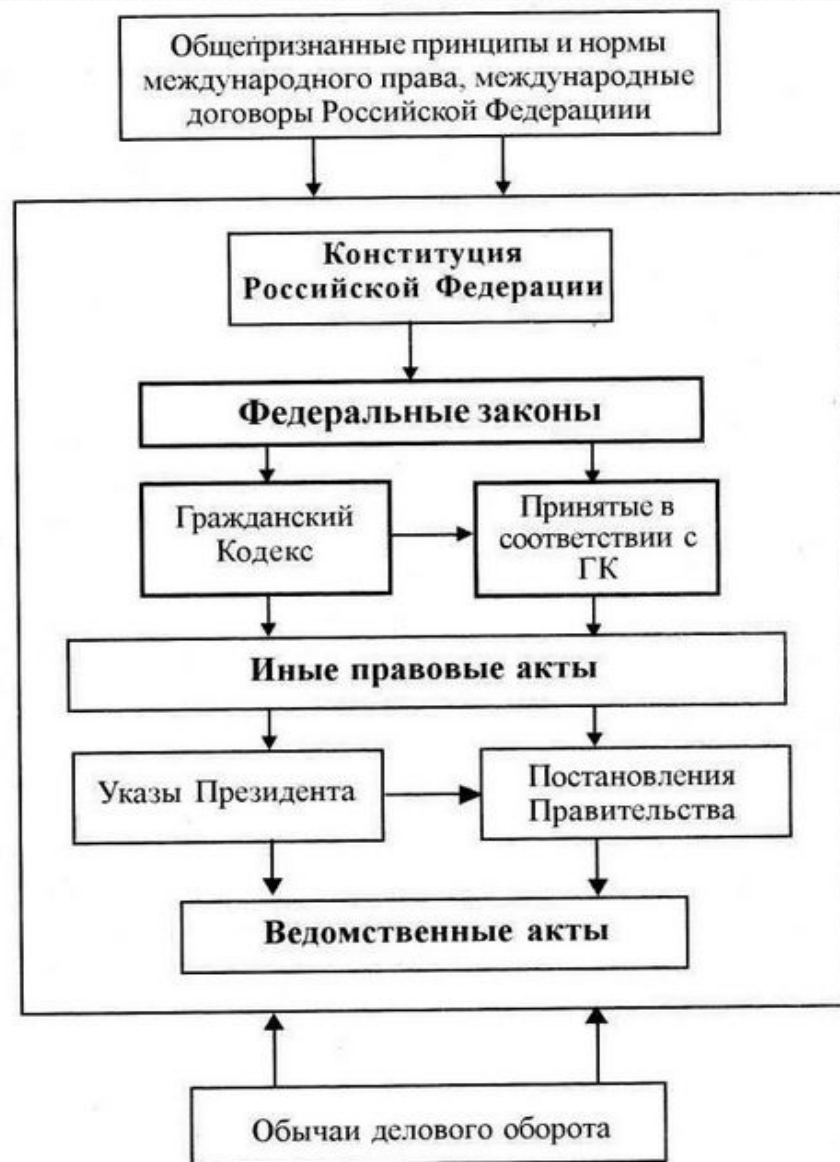 Общепризнанные принципы и нормы
международного права, международные
договоры Российской Федерациии
Конституция
Российской Федерации
Федеральные законы
Гражданский
Кодекс
Принятые в
соответствии с
ГК
Иные правовые акты
Указы Президента
Постановления
Правительства
Ведомственные акты
Обычаи делового оборота